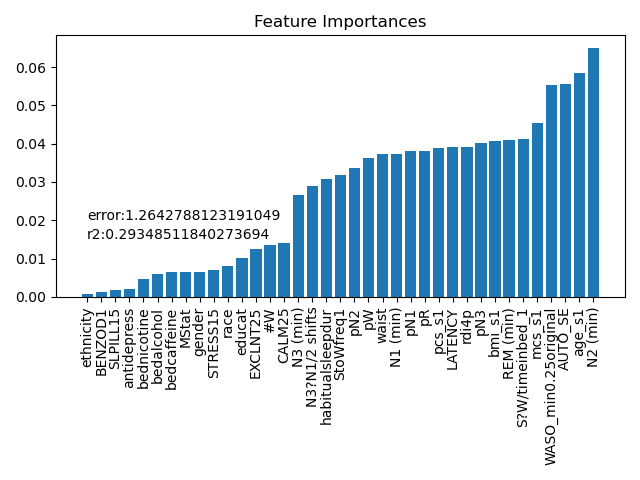 Feature Importances
0.06
0.05
0.04
0.03
0.02
0.01
0.00
error:1.2642788123191049
r2:0.29348511840273694
ethnicity
BENZOD1
SLPILL15
antidepress
bednicotine
bedalcohol
bedcaffeine
MStat
gender
STRESS15
race
educat
EXCLNT25
#W
CALM25
N3 (min)
N3?N1/2 shifts
habitualsleepdur
StoWfreq1
pN2
pW
waist
N1 (min)
pN1
pR
pcs_s1
LATENCY
rdi4p
pN3
bmi_s1
REM (min)
S?W/timeinbed_1
mcs_s1
WASO_min0.25original
AUTO_SE
age_s1
N2 (min)